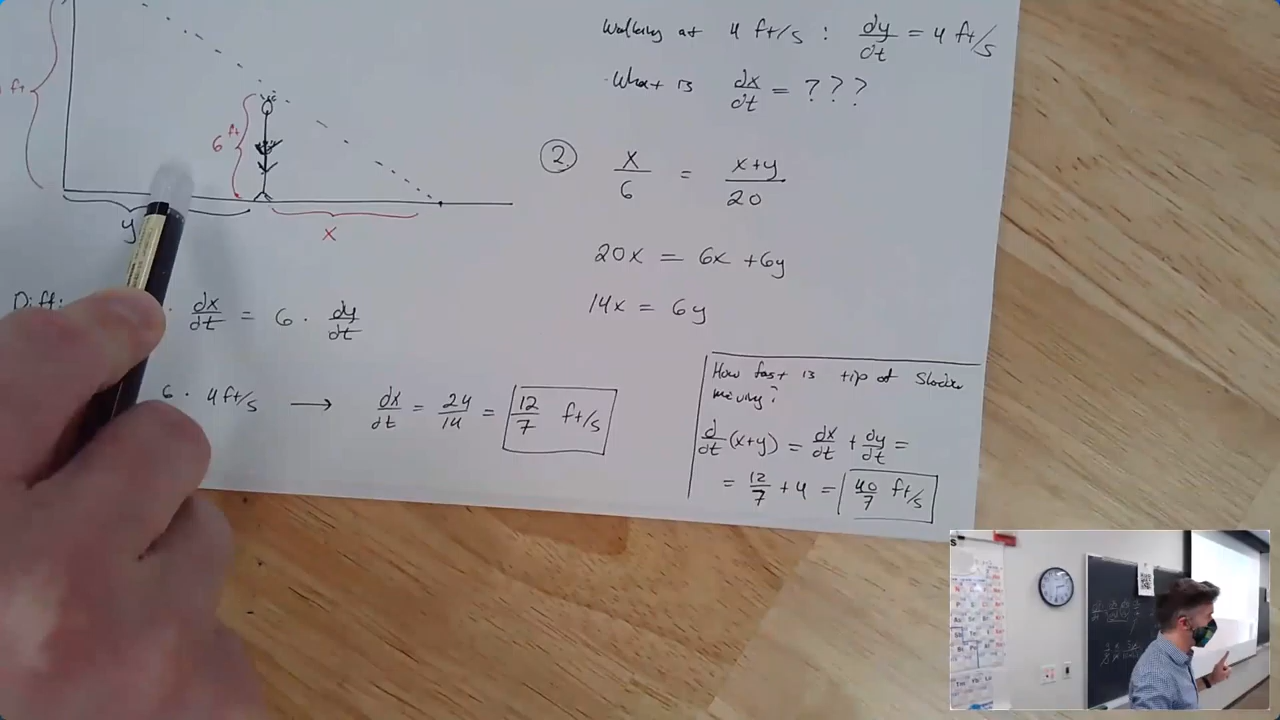 Walking at 4 ft/s : dy/dt = 4 ft/s
What is dx/dt = ???
ft
6 ft
y
x
② x/6 = x+y/20
20x = 6x + 6y
14x = 6y
Diff: · dx/dt = 6 · dy/dt
6 · 4 ft/s → dx/dt = 24/14 = 12/7 ft/s
How fast is tip of
moving?
d/dt (x+y) = dx/dt + dy/dt =
= 12/7 + 4 = 40/7 ft/s